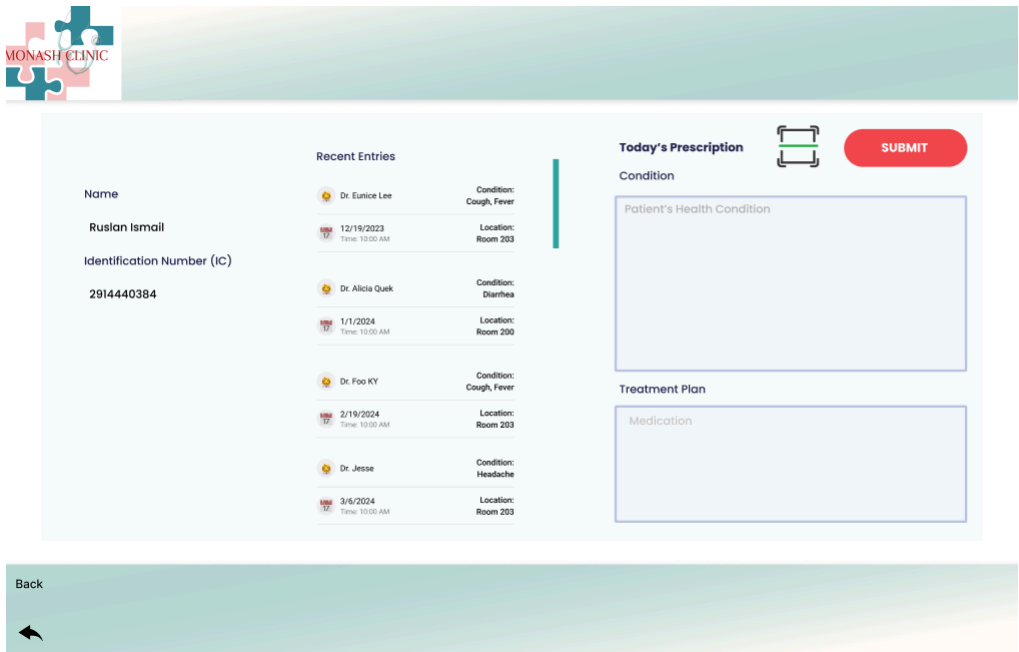 MONASH CLINIC
Name
Ruslan Ismail
Identification Number (IC)
2914440384
Recent Entries
Dr. Eunice Lee
Condition:
Cough, Fever
12/19/2023
Time: 10:00 AM
Location:
Room 203
Dr. Alicia Quek
Condition:
Diarrhea
1/1/2024
Time: 10:00 AM
Location:
Room 200
Dr. Foo KY
Condition:
Cough, Fever
2/19/2024
Time: 10:00 AM
Location:
Room 203
Dr. Jesse
Condition:
Headache
3/6/2024
Time: 10:00 AM
Location:
Room 203
Today's Prescription
SUBMIT
Condition
Patient's Health Condition
Treatment Plan
Medication
Back